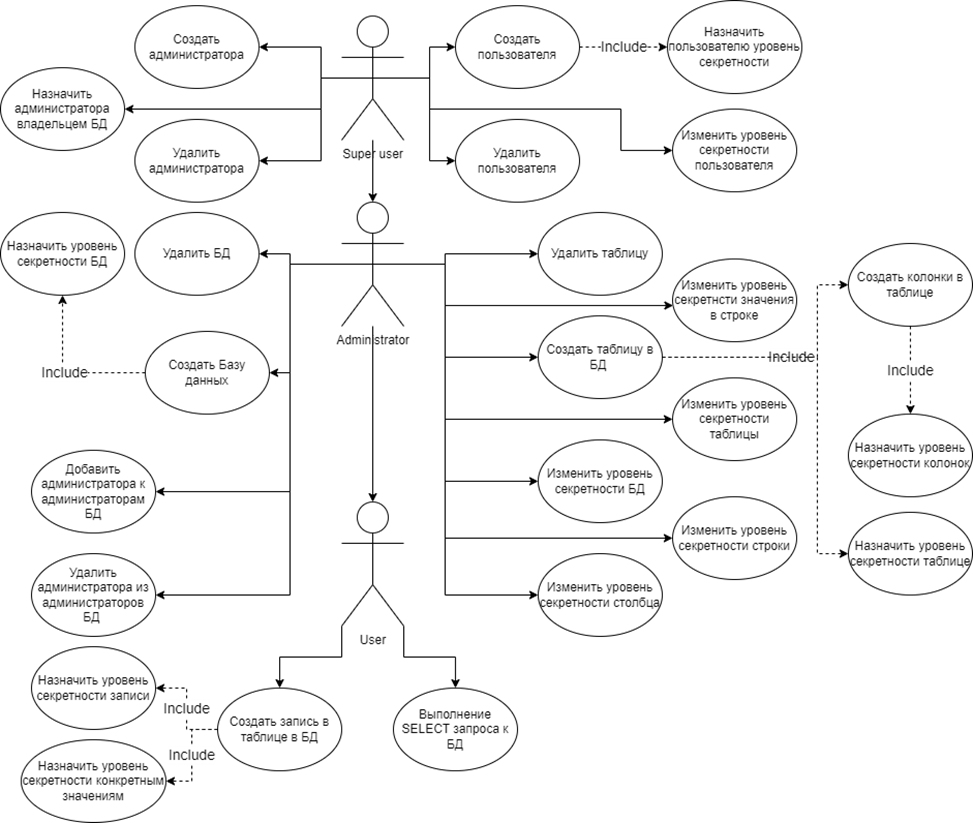 Создать
администратора
Создать
пользователя
Include
Назначить
пользователю уровень
секретности
Назначить
администратора
владельцем БД
Удалить
администратора
Super user
Удалить
пользователя
Изменить уровень
секретности
пользователя
Назначить уровень
секретности БД
Удалить БД
Удалить таблицу
Создать колонки в
таблице
Изменить уровень
секретнсти значения
в строке
Administrator
Создать таблицу в
БД
Include
Include
Создать Базу
данных
Include
Изменить уровень
секретности
таблицы
Назначить уровень
секретности колонок
Добавить
администратора к
администраторам
БД
Изменить уровень
секретности БД
Изменить уровень
секретности строки
Назначить уровень
секретности таблице
Удалить
администратора из
администраторов
БД
Изменить уровень
секретности столбца
User
Назначить уровень
секретности записи
Include
Создать запись в
таблице в БД
Выполнение
SELECT запроса к
БД
Include
Назначить уровень
секретности конкретным
значениям